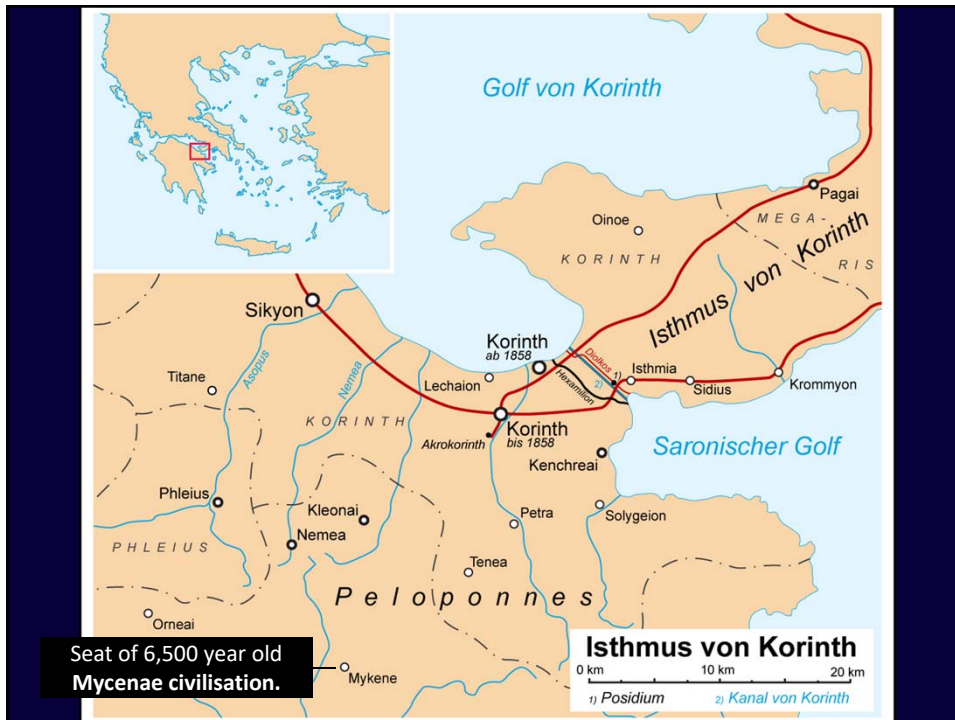 Golf von Korinth
Pagai
Oinoe
MEGA-
KORINTH
RIS
Isthmus von Korinth
Sikyon
Korinth
ab 1858
Diolkos
1)
Isthmia
Asopus
Nemea
Titane
Lechaion
Hexamilion
2)
Sidius
Krommyon
KORINTH
Korinth
bis 1858
Akrokorinth
Saronischer Golf
Kenchreai
Phleius
Kleonai
Petra
Solygeion
PHLEIUS
Nemea
Tenea
Peloponnes
Orneai
Seat of 6,500 year old
Mycenae civilisation.
Mykene
Isthmus von Korinth
0 km 10 km 20 km
1) Posidium 2) Kanal von Korinth